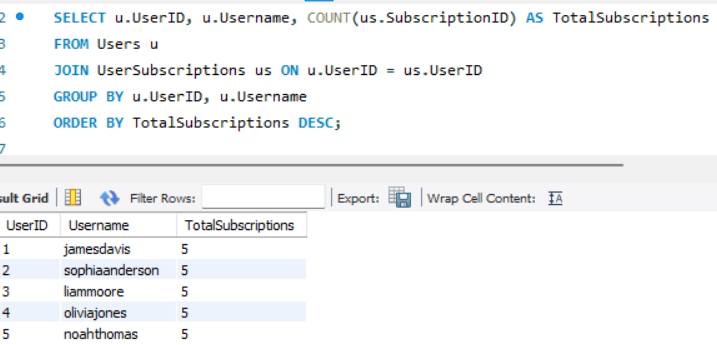 2 SELECT u.UserID, u.Username, COUNT(us.SubscriptionID) AS TotalSubscriptions
3 FROM Users u
4 JOIN UserSubscriptions us ON u.UserID = us.UserID
5 GROUP BY u.UserID, u.Username
6 ORDER BY TotalSubscriptions DESC;
7
sult Grid Filter Rows: Export: Wrap Cell Content: IA
UserID Username TotalSubscriptions
1 jamesdavis 5
2 sophiaanderson 5
3 liammoore 5
4 oliviajones 5
5 noahthomas 5